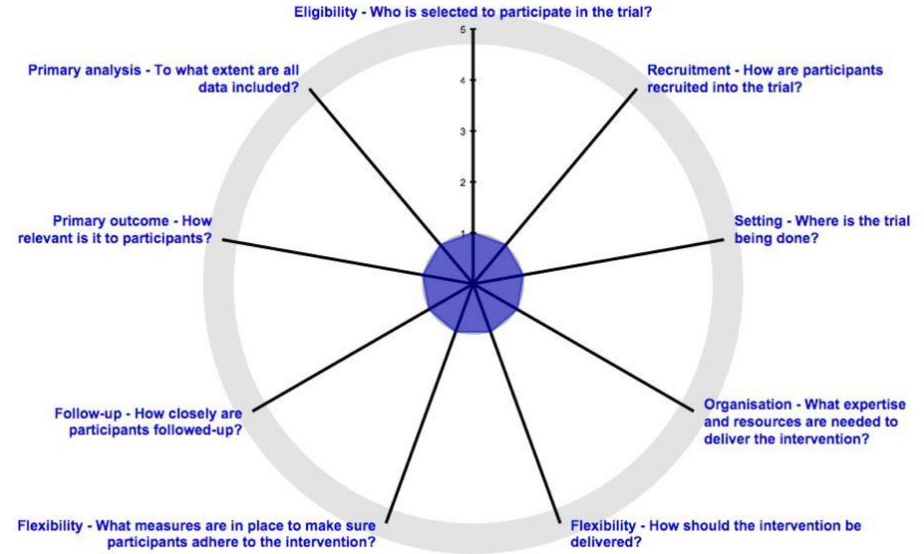 Eligibility - Who is selected to participate in the trial?
5
4
3
2
1
Recruitment - How are participants
recruited into the trial?
Setting - Where is the trial
being done?
Organisation - What expertise
and resources are needed to
deliver the intervention?
Flexibility - How should the intervention be
delivered?
Flexibility - What measures are in place to make sure
participants adhere to the intervention?
Follow-up - How closely are
participants followed-up?
Primary outcome - How
relevant is it to participants?
Primary analysis - To what extent are all
data included?